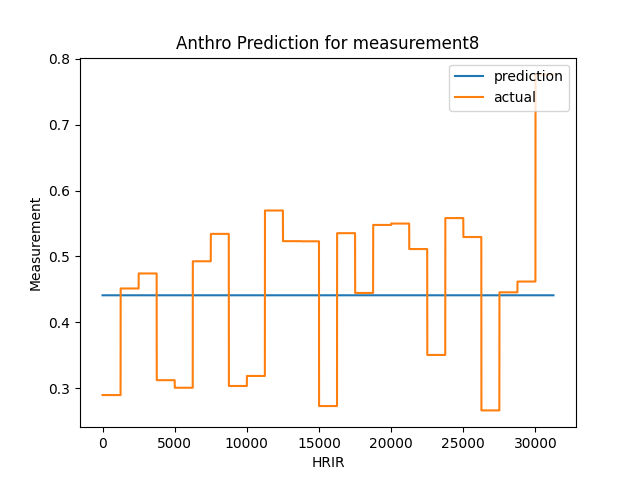 Anthro Prediction for measurement8
prediction
actual
Measurement
0.8
0.7
0.6
0.5
0.4
0.3
0 5000 10000 15000 20000 25000 30000
HRIR